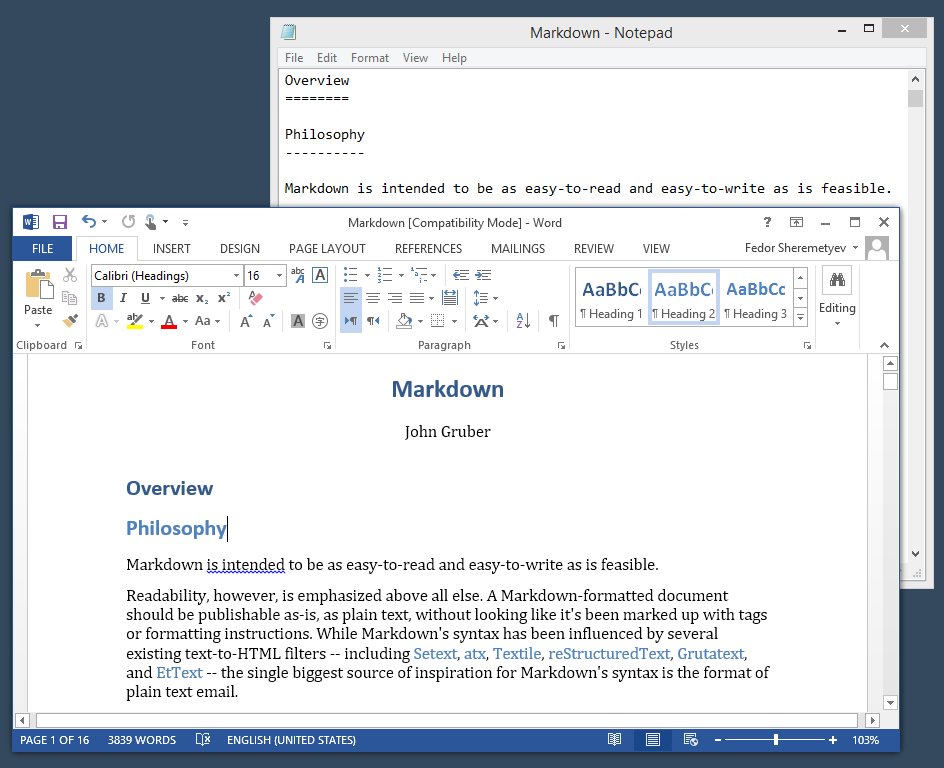 Markdown - Notepad
File Edit Format View Help
Overview
========
Philosophy
----------
Markdown is intended to be as easy-to-read and easy-to-write as is feasible.
Markdown [Compatibility Mode] - Word
FILE HOME INSERT DESIGN PAGE LAYOUT REFERENCES MAILINGS REVIEW VIEW Fedor Sheremetyev
Calibri (Headings) 16
Paste
AaBbC AaBbC AaBbCc
¶ Heading 1 ¶ Heading 2 ¶ Heading 3
Editing
Clipboard Font Paragraph Styles
Markdown
John Gruber
Overview
Philosophy
Markdown is intended to be as easy-to-read and easy-to-write as is feasible.
Readability, however, is emphasized above all else. A Markdown-formatted document
should be publishable as-is, as plain text, without looking like it's been marked up with tags
or formatting instructions. While Markdown's syntax has been influenced by several
existing text-to-HTML filters -- including Setext, atx, Textile, reStructuredText, Grutatext,
and EtText -- the single biggest source of inspiration for Markdown's syntax is the format of
plain text email.
PAGE 1 OF 16 3839 WORDS ENGLISH (UNITED STATES) 103%